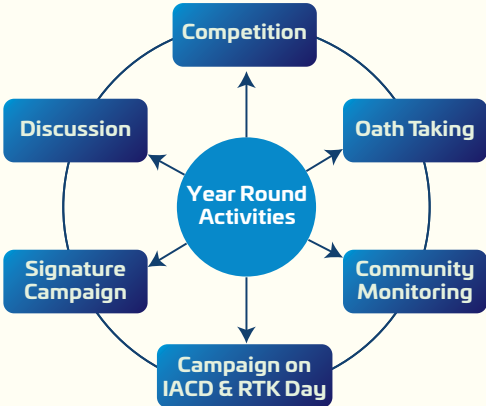 Competition
Discussion
Oath Taking
Year Round
Activities
Signature
Campaign
Community
Monitoring
Campaign on
IACD & RTK Day